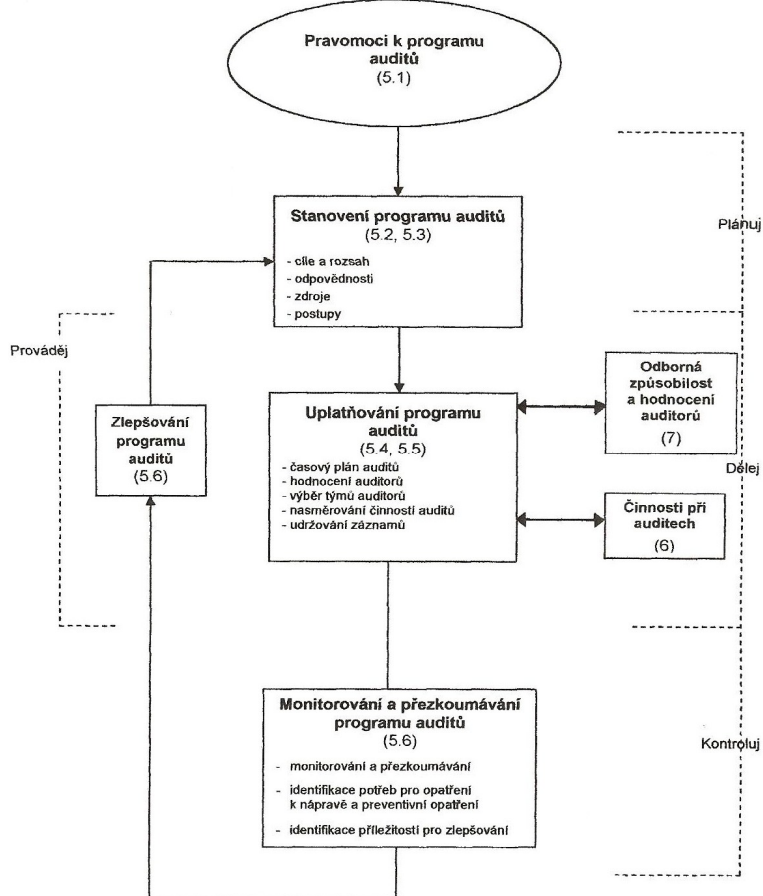 Pravomoci k programu
auditů
(5.1)
Stanovení programu auditů
(5.2, 5.3)
- cíle a rozsah
- odpovědnosti
- zdroje
- postupy
Plánuj
Prováděj
Zlepšování
programu
auditů
(5.6)
Uplatňování programu
auditů
(5.4, 5.5)
- časový plán auditů
- hodnocení auditorů
- výběr týmů auditorů
- nasměrování činností auditů
- udržování záznamů
Odborná
způsobilost
a hodnocení
auditorů
(7)
Dělej
Činnosti při
auditech
(6)
Monitorování a přezkoumávání
programu auditů
(5.6)
- monitorování a přezkoumávání
- identifikace potřeb pro opatření
k nápravě a preventivní opatření
- identifikace příležitostí pro zlepšování
Kontroluj